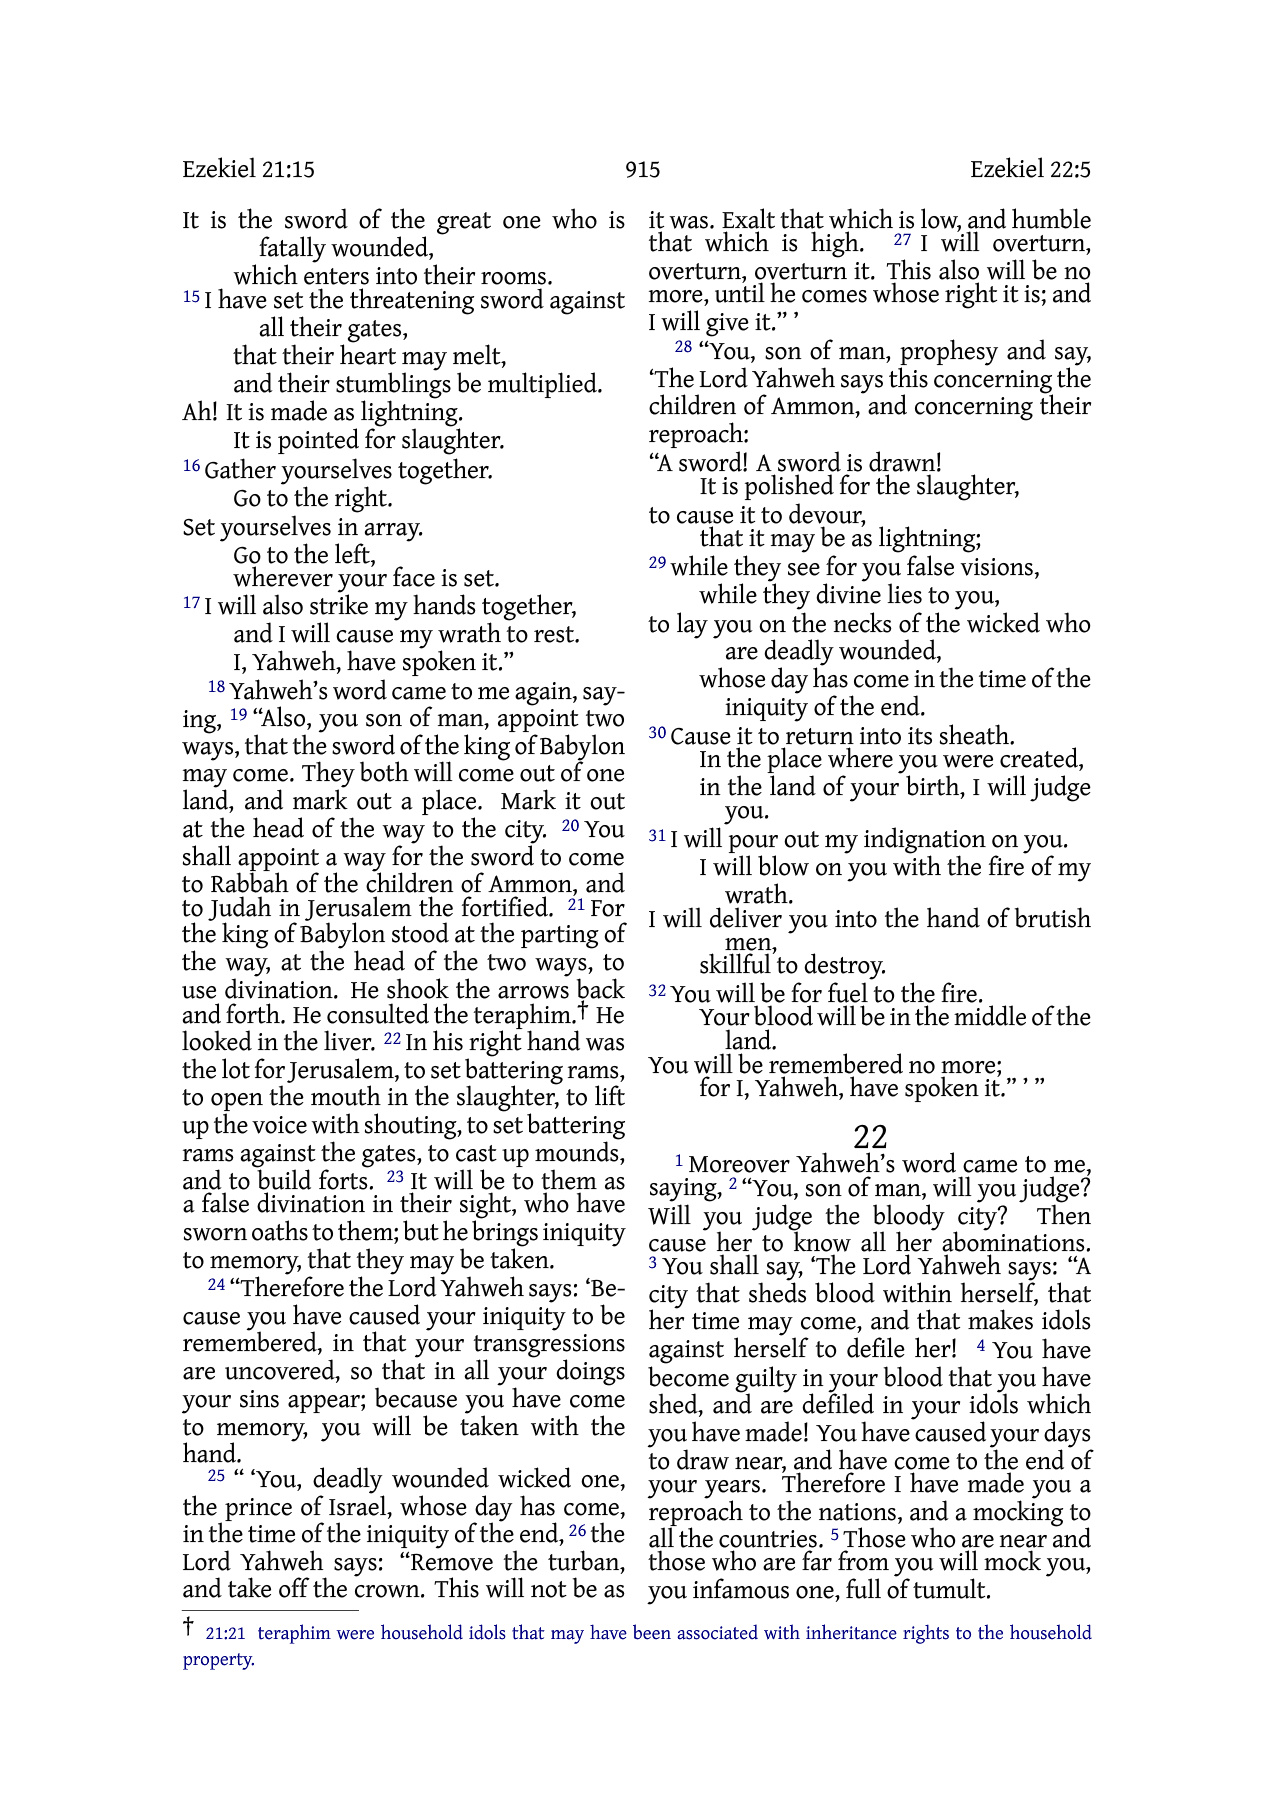 Ezekiel 21:15 915 Ezekiel 22:5
It is the sword of the great one who is
fatally wounded,
which enters into their rooms.
15 I have set the threatening sword against
all their gates,
that their heart may melt,
and their stumblings be multiplied.
Ah! It is made as lightning.
It is pointed for slaughter.
16 Gather yourselves together.
Go to the right.
Set yourselves in array.
Go to the left,
wherever your face is set.
17 I will also strike my hands together,
and I will cause my wrath to rest.
I, Yahweh, have spoken it.”
18 Yahweh’s word came to me again, say-
ing, 19 “Also, you son of man, appoint two
ways, that the sword of the king of Babylon
may come. They both will come out of one
land, and mark out a place. Mark it out
at the head of the way to the city. 20 You
shall appoint a way for the sword to come
to Rabbah of the children of Ammon, and
to Judah in Jerusalem the fortified. 21 For
the king of Babylon stood at the parting of
the way, at the head of the two ways, to
use divination. He shook the arrows back
and forth. He consulted the teraphim.† He
looked in the liver. 22 In his right hand was
the lot for Jerusalem, to set battering rams,
to open the mouth in the slaughter, to lift
up the voice with shouting, to set battering
rams against the gates, to cast up mounds,
and to build forts. 23 It will be to them as
a false divination in their sight, who have
sworn oaths to them; but he brings iniquity
to memory, that they may be taken.
24 “Therefore the Lord Yahweh says: ‘Be-
cause you have caused your iniquity to be
remembered, in that your transgressions
are uncovered, so that in all your doings
your sins appear; because you have come
to memory, you will be taken with the
hand.
25 “ ‘You, deadly wounded wicked one,
the prince of Israel, whose day has come,
in the time of the iniquity of the end, 26 the
Lord Yahweh says: “Remove the turban,
and take off the crown. This will not be as
it was. Exalt that which is low, and humble
that which is high. 27 I will overturn,
overturn, overturn it. This also will be no
more, until he comes whose right it is; and
I will give it.” ’
28 “You, son of man, prophesy and say,
‘The Lord Yahweh says this concerning the
children of Ammon, and concerning their
reproach:
“A sword! A sword is drawn!
It is polished for the slaughter,
to cause it to devour,
that it may be as lightning;
29 while they see for you false visions,
while they divine lies to you,
to lay you on the necks of the wicked who
are deadly wounded,
whose day has come in the time of the
iniquity of the end.
30 Cause it to return into its sheath.
In the place where you were created,
in the land of your birth, I will judge
you.
31 I will pour out my indignation on you.
I will blow on you with the fire of my
wrath.
I will deliver you into the hand of brutish
men,
skillful to destroy.
32 You will be for fuel to the fire.
Your blood will be in the middle of the
land.
You will be remembered no more;
for I, Yahweh, have spoken it.” ’ ”
22
1 Moreover Yahweh’s word came to me,
saying, 2 “You, son of man, will you judge?
Will you judge the bloody city? Then
cause her to know all her abominations.
3 You shall say, ‘The Lord Yahweh says: “A
city that sheds blood within herself, that
her time may come, and that makes idols
against herself to defile her! 4 You have
become guilty in your blood that you have
shed, and are defiled in your idols which
you have made! You have caused your days
to draw near, and have come to the end of
your years. Therefore I have made you a
reproach to the nations, and a mocking to
all the countries. 5 Those who are near and
those who are far from you will mock you,
you infamous one, full of tumult.
† 21:21 teraphim were household idols that may have been associated with inheritance rights to the household
property.